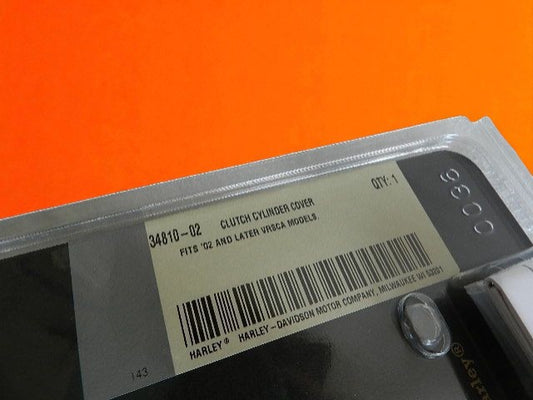 34810-02 CLUTCH CYLINDER COVER QTY: 1
FITS '02 AND LATER VRSCA MODELS.
HARLEY® HARLEY-DAVIDSON MOTOR COMPANY, MILWAUKEE WI 53201
0036
143
arley®